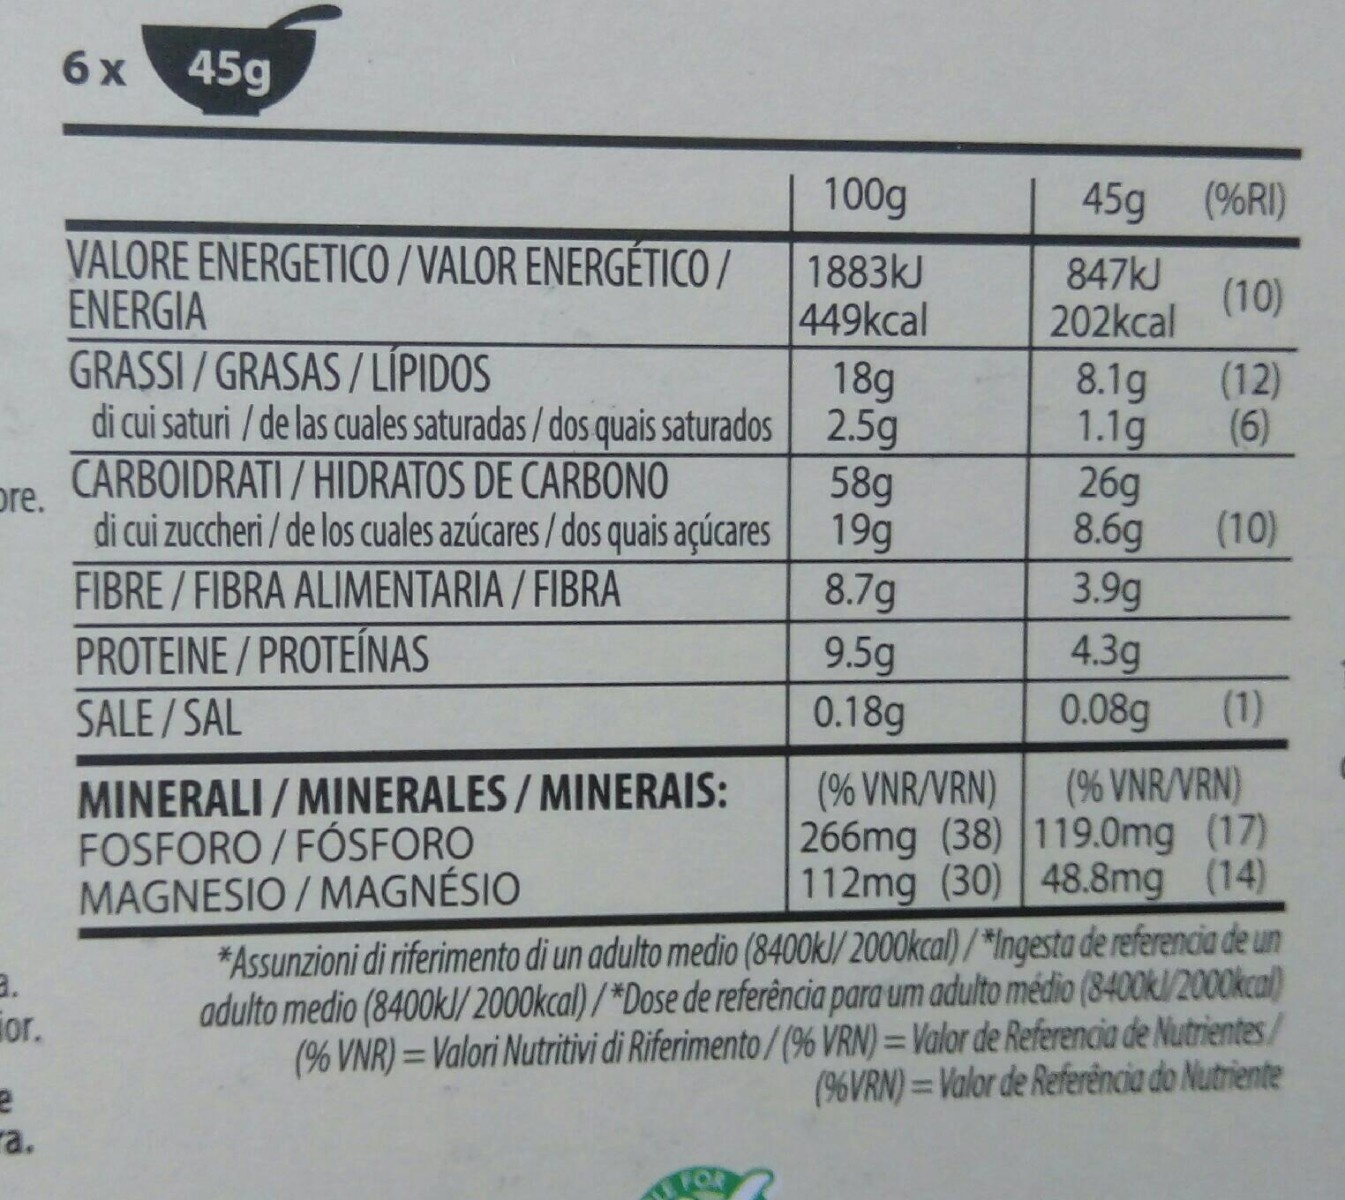 6 x 45g
100g 45g (%RI)
VALORE ENERGETICO / VALOR ENERGÉTICO / 1883kJ 847kJ (10)
ENERGIA 449kcal 202kcal
GRASSI / GRASAS / LÍPIDOS 18g 8.1g (12)
di cui saturi / de las cuales saturadas / dos quais saturados 2.5g 1.1g (6)
CARBOIDRATI / HIDRATOS DE CARBONO 58g 26g
di cui zuccheri / de los cuales azúcares / dos quais açúcares 19g 8.6g (10)
FIBRE / FIBRA ALIMENTARIA / FIBRA 8.7g 3.9g
PROTEINE / PROTEÍNAS 9.5g 4.3g
SALE / SAL 0.18g 0.08g (1)
MINERALI / MINERALES / MINERAIS: (% VNR/VRN) (% VNR/VRN)
FOSFORO / FÓSFORO 266mg (38) 119.0mg (17)
MAGNESIO / MAGNÉSIO 112mg (30) 48.8mg (14)
*Assunzioni di riferimento di un adulto medio (8400kJ/ 2000kcal) / *Ingesta de referencia de un
adulto medio (8400kJ/ 2000kcal) / *Dose de referência para um adulto médio (8400kJ/2000kcal)
(% VNR) = Valori Nutritivi di Riferimento / (% VRN) = Valor de Referencia de Nutrientes /
(%VRN) = Valor de Referência do Nutriente
FOR